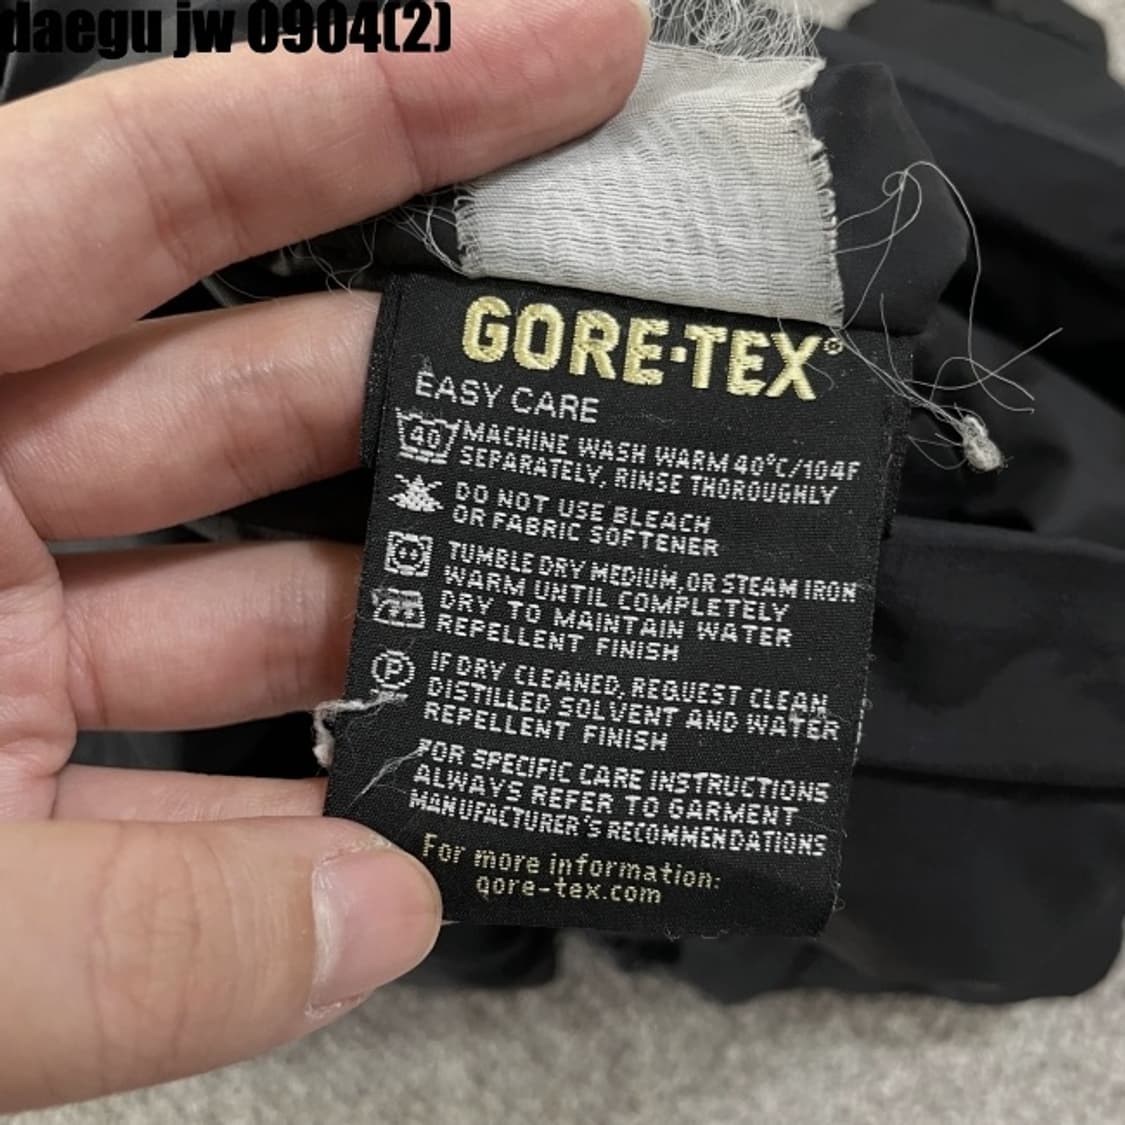 daegu jw 0904(2)
GORE-TEX®
EASY CARE
40 MACHINE WASH WARM 40°C/104F
SEPARATELY, RINSE THOROUGHLY
DO NOT USE BLEACH
OR FABRIC SOFTENER
TUMBLE DRY MEDIUM, OR STEAM IRON
WARM UNTIL COMPLETELY
DRY TO MAINTAIN WATER
REPELLENT FINISH
P IF DRY CLEANED, REQUEST CLEAN
DISTILLED SOLVENT AND WATER
REPELLENT FINISH
FOR SPECIFIC CARE INSTRUCTIONS
ALWAYS REFER TO GARMENT
MANUFACTURER'S RECOMMENDATIONS
For more information:
gore-tex.com